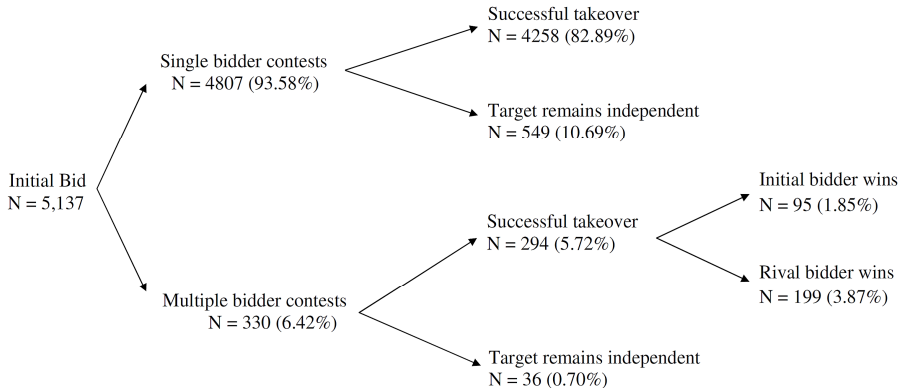 Successful takeover
N = 4258 (82.89%)
Single bidder contests
N = 4807 (93.58%)
Target remains independent
N = 549 (10.69%)
Initial Bid
N = 5,137
Initial bidder wins
N = 95 (1.85%)
Successful takeover
N = 294 (5.72%)
Rival bidder wins
N = 199 (3.87%)
Multiple bidder contests
N = 330 (6.42%)
Target remains independent
N = 36 (0.70%)